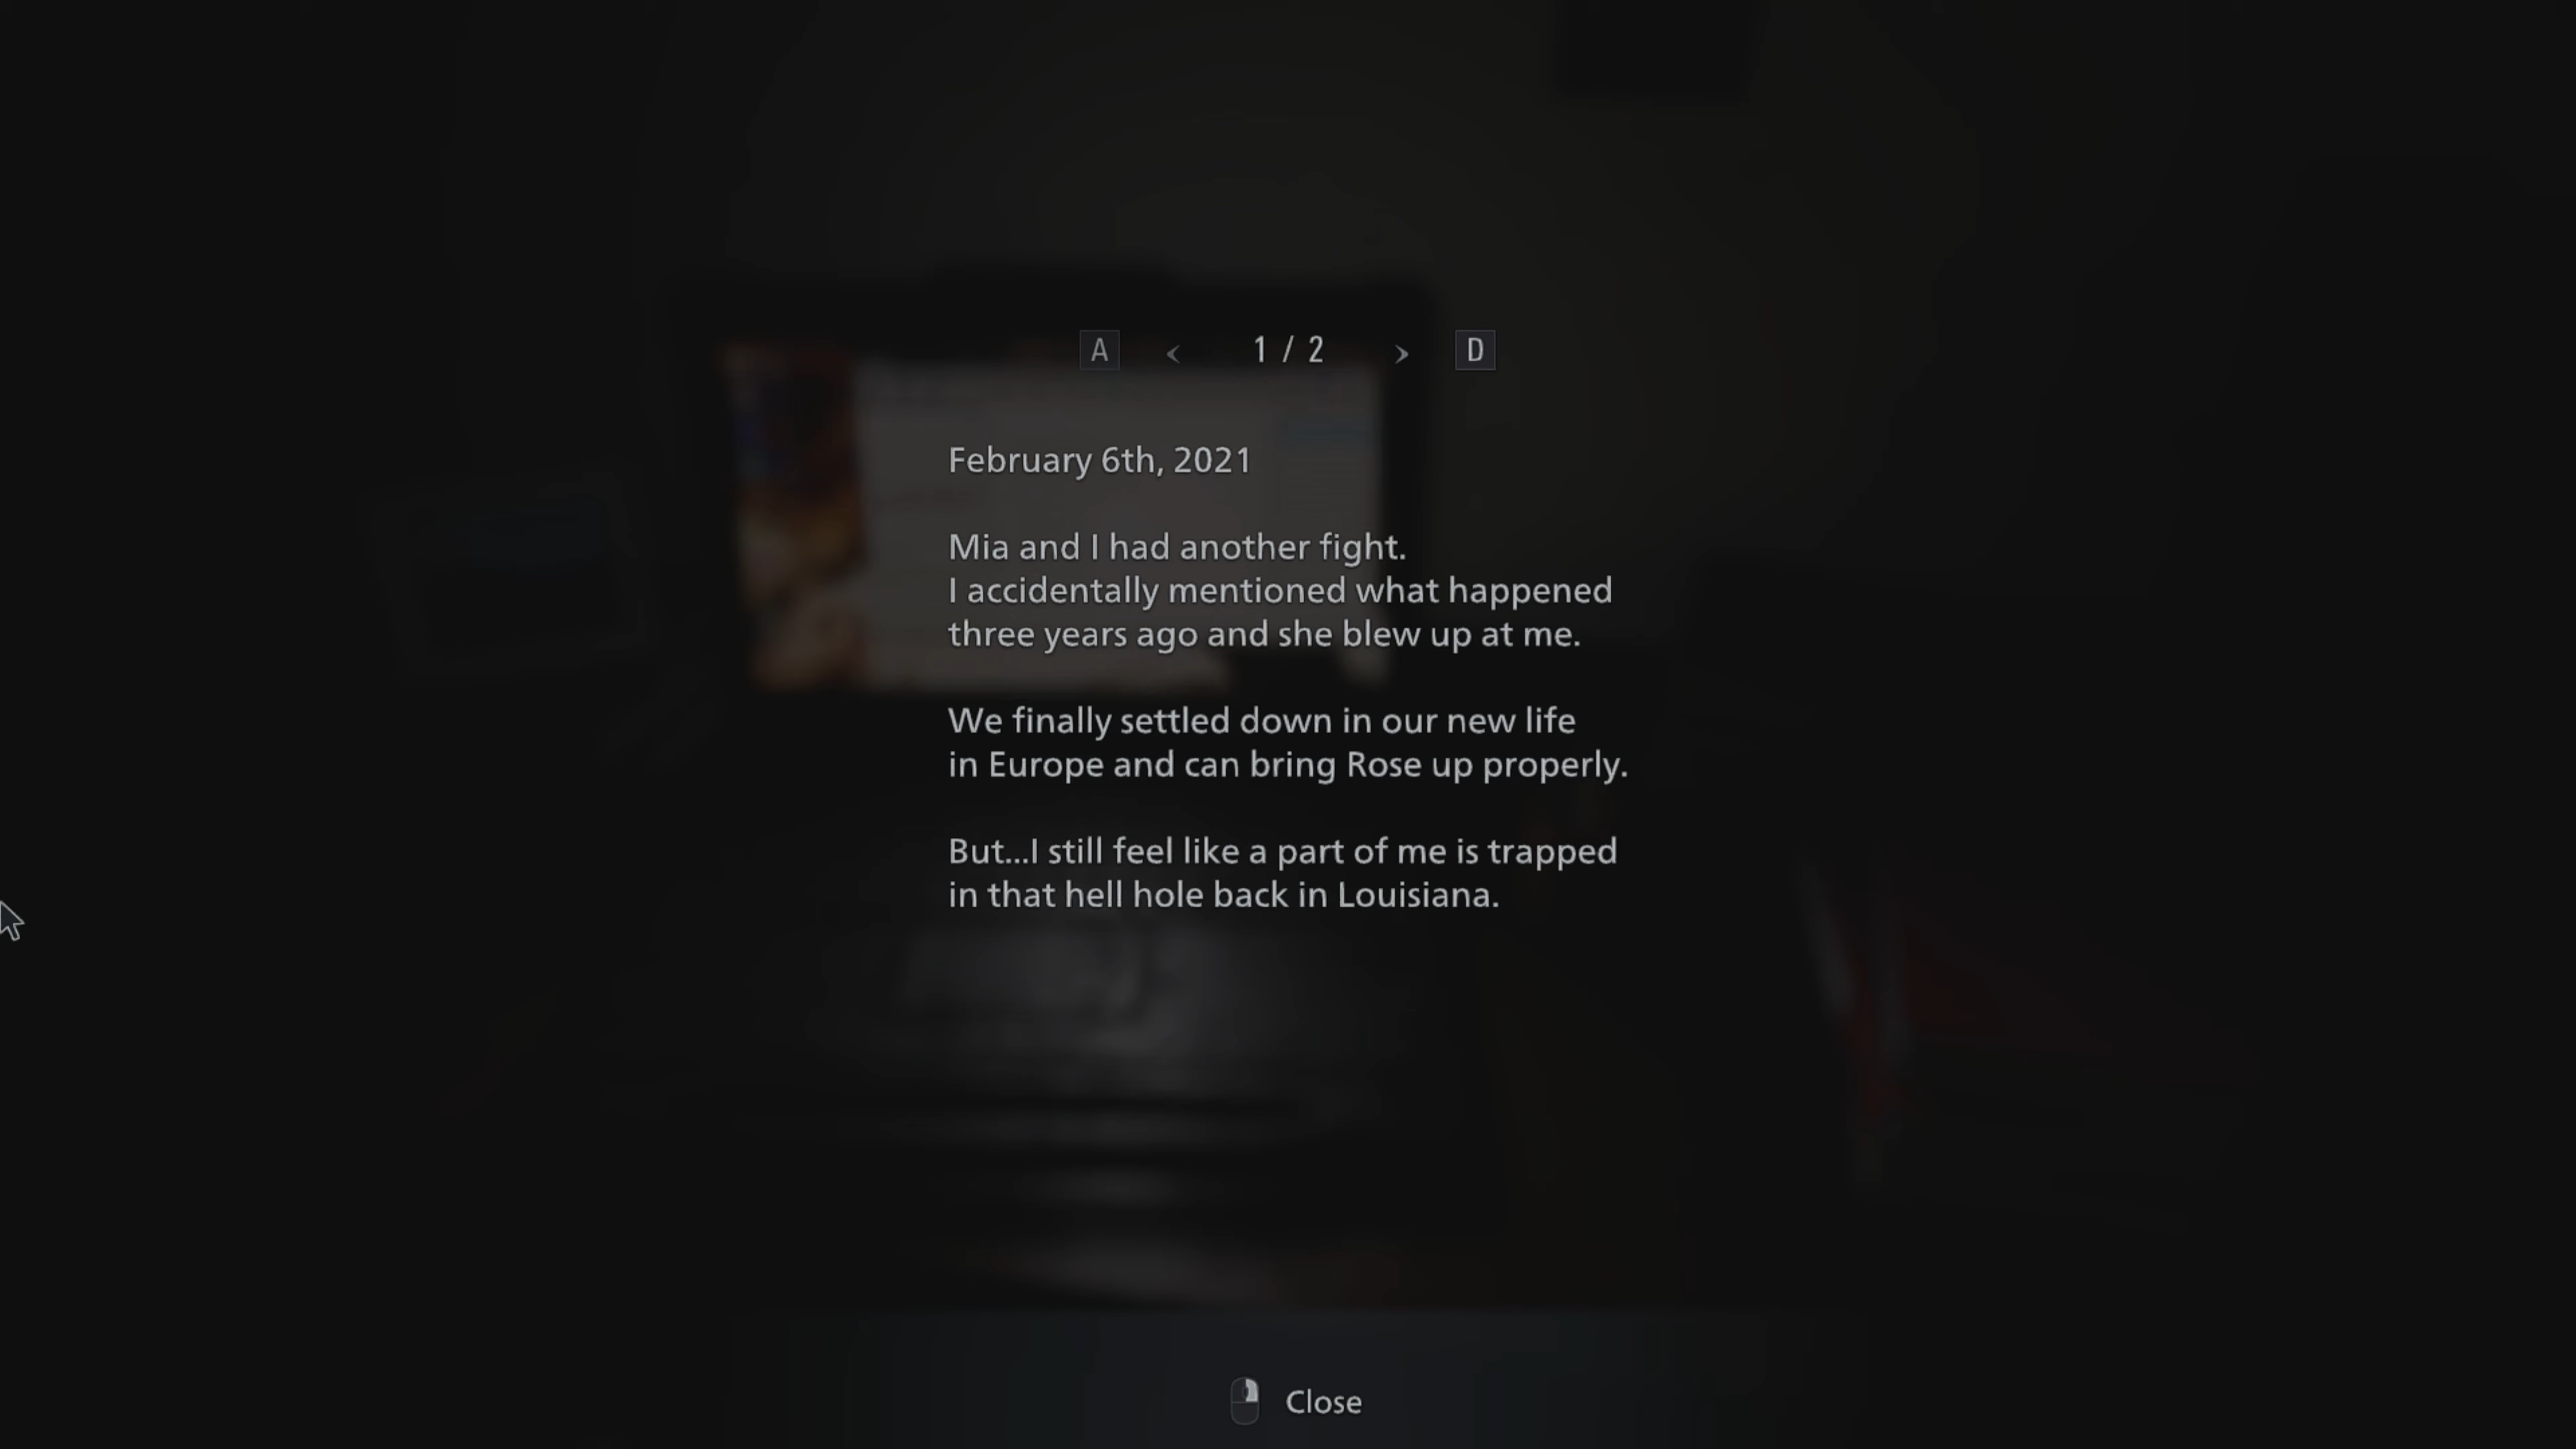 A < 1 / 2 > D
February 6th, 2021
Mia and I had another fight.
I accidentally mentioned what happened
three years ago and she blew up at me.
We finally settled down in our new life
in Europe and can bring Rose up properly.
But...I still feel like a part of me is trapped
in that hell hole back in Louisiana.
Close